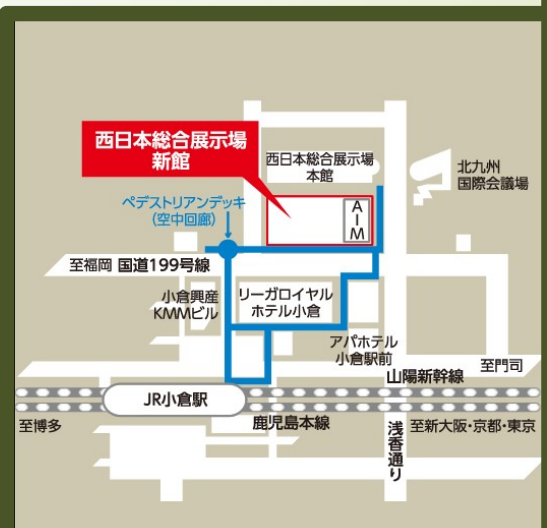 西日本総合展示場
新館
西日本総合展示場
本館
北九州
国際会議場
ペデストリアンデッキ
(空中回廊)
AIM
至福岡 国道199号線
小倉興産
KMMビル
リーガロイヤル
ホテル小倉
アパホテル
小倉駅前
至門司
山陽新幹線
JR小倉駅
鹿児島本線
至博多
浅香通り
至新大阪・京都・東京